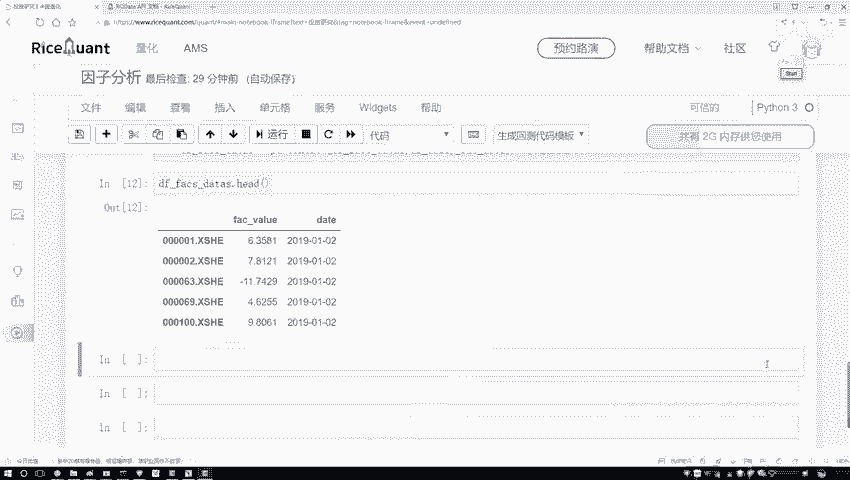 RiceQuant 量化 AMS 预约路演 帮助文档 社区
Start
因子分析 最后检查: 29 分钟前 (自动保存)
文件 编辑 查看 插入 单元格 服务 Widgets 帮助 可信的 Python 3
运行 代码 生成回测代码模板 共有 2G 内存供您使用
In [12]: df_facs_datas.head()
Out[12]:
fac_value date
000001.XSHE 6.3581 2019-01-02
000002.XSHE 7.8121 2019-01-02
000063.XSHE -11.7429 2019-01-02
000069.XSHE 4.6255 2019-01-02
000100.XSHE 9.8061 2019-01-02
In [ ]:
In [ ]:
In [ ]: